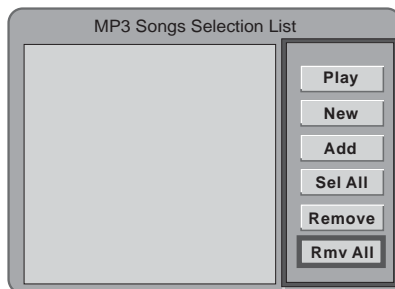 MP3 Songs Selection List
Play
New
Add
Sel All
Remove
Rmv All